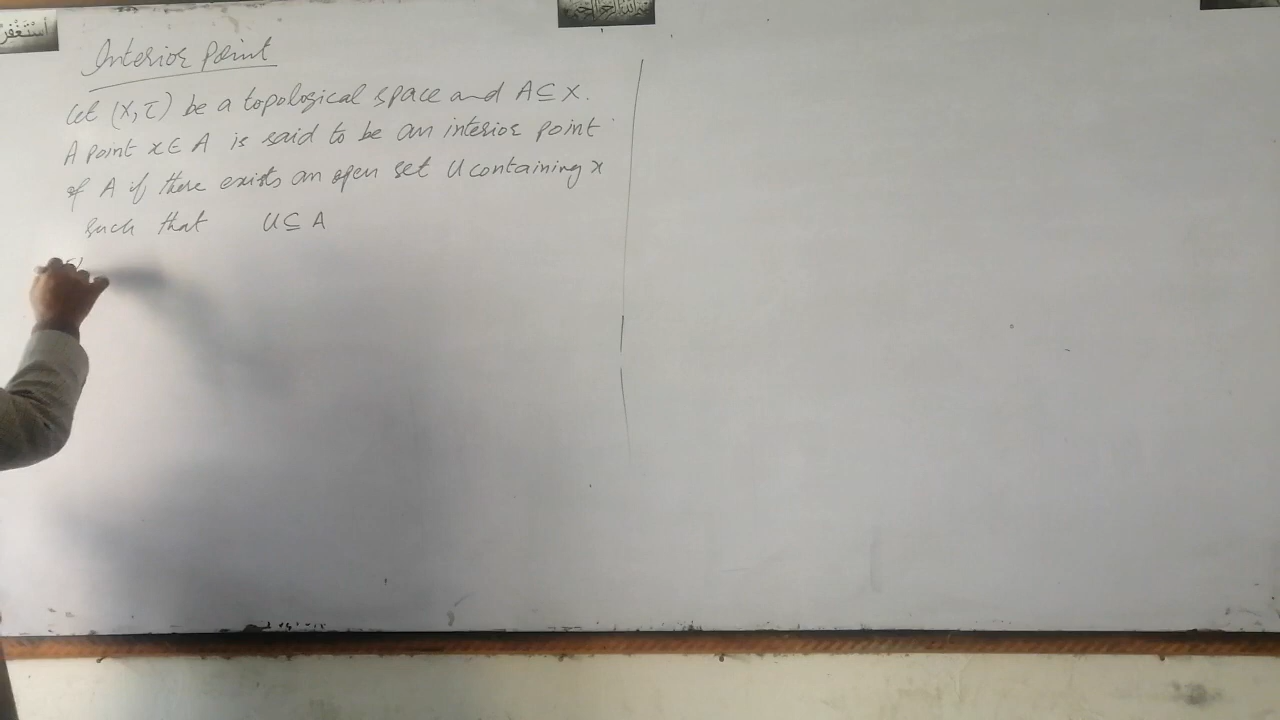 أَسْتَغْفِرُ
Interior point
Let (X, τ) be a topological space and A ⊆ X.
A point x ∈ A is said to be an interior point
of A if there exists an open set U containing x
such that U ⊆ A